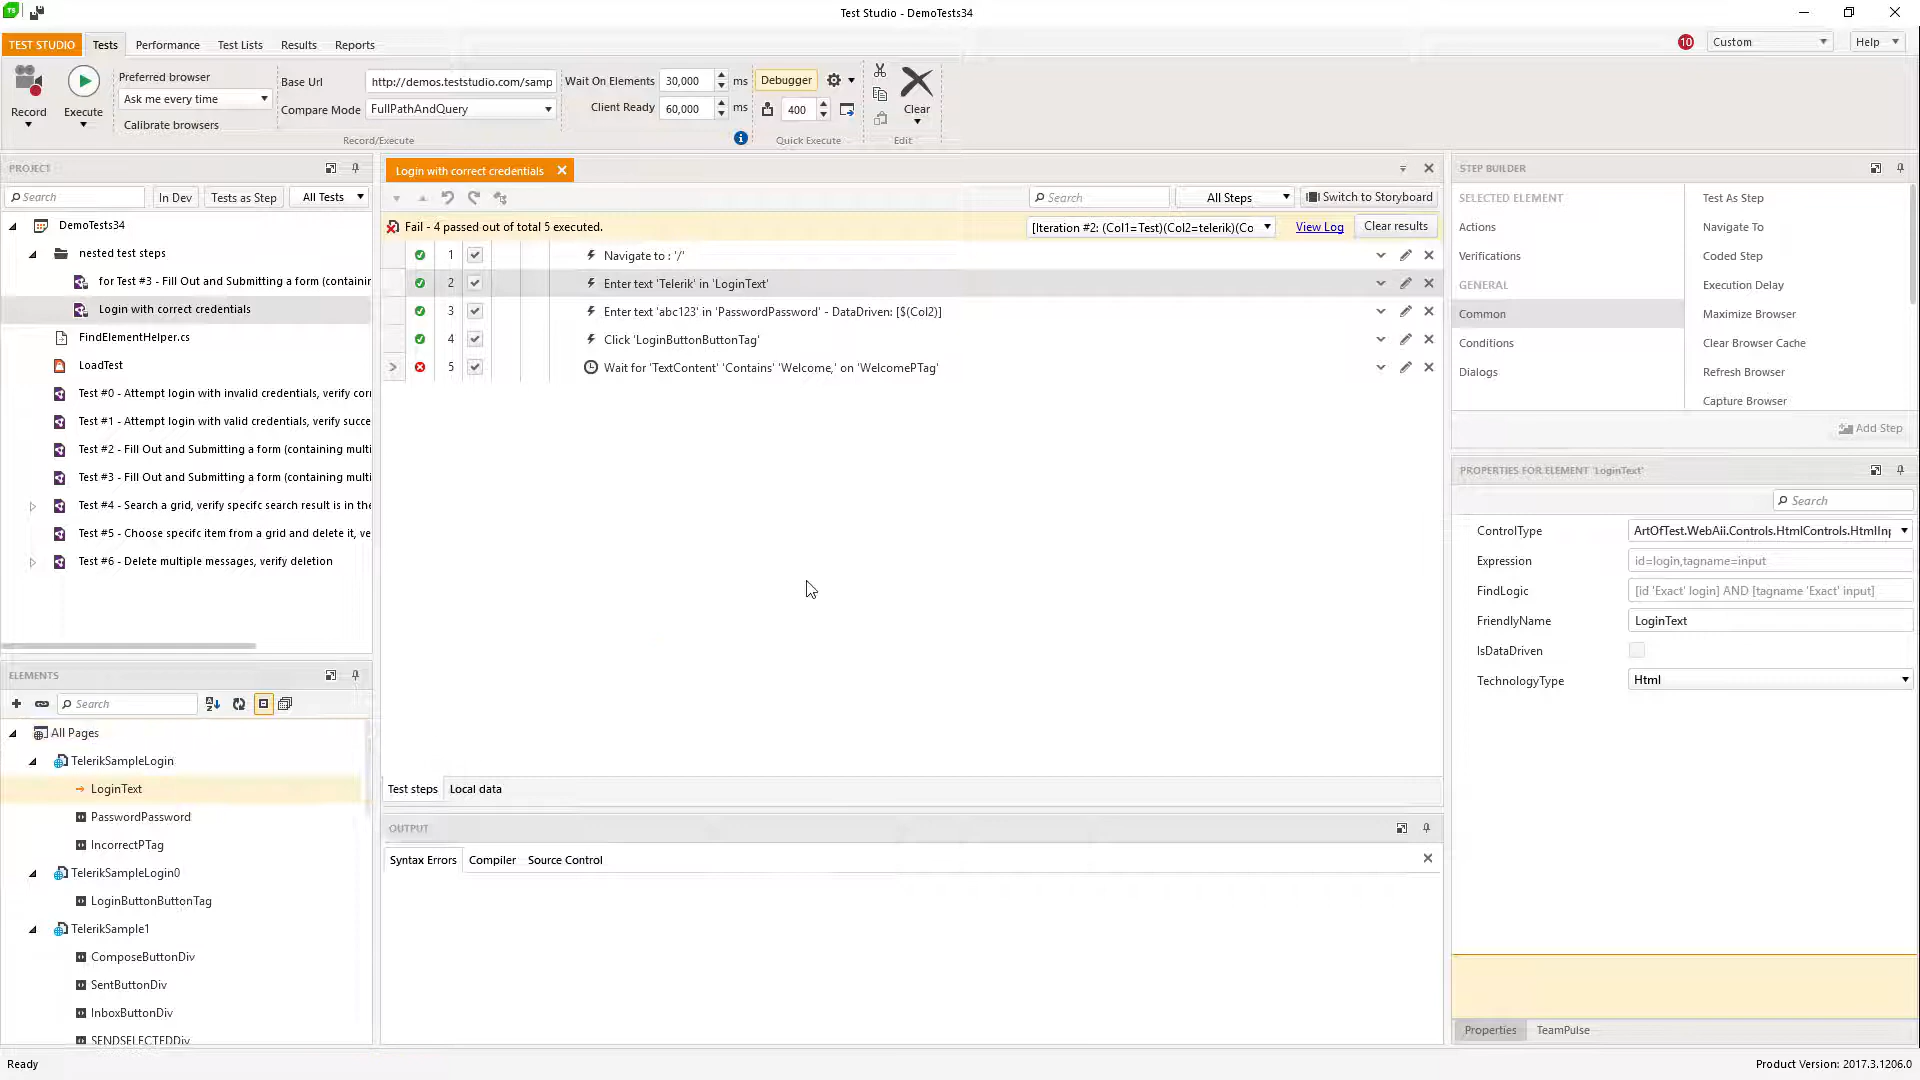 Test Studio - DemoTests34
TEST STUDIO
Tests
Performance
Test Lists
Results
Reports
10
Custom
Help
Record
Execute
Preferred browser
Ask me every time
Calibrate browsers
Base Url
http://demos.teststudio.com/samp
Compare Mode
FullPathAndQuery
Wait On Elements
30,000
ms
Client Ready
60,000
ms
Record/Execute
Debugger
400
Quick Execute
Clear
Edit
PROJECT
Search
In Dev
Tests as Step
All Tests
DemoTests34
nested test steps
for Test #3 - Fill Out and Submitting a form (containin
Login with correct credentials
FindElementHelper.cs
LoadTest
Test #0 - Attempt login with invalid credentials, verify cor
Test #1 - Attempt login with valid credentials, verify succe
Test #2 - Fill Out and Submitting a form (containing multi
Test #3 - Fill Out and Submitting a form (containing multi
Test #4 - Search a grid, verify specifc search result is in the
Test #5 - Choose specifc item from a grid and delete it, ve
Test #6 - Delete multiple messages, verify deletion
ELEMENTS
Search
All Pages
TelerikSampleLogin
LoginText
PasswordPassword
IncorrectPTag
TelerikSampleLogin0
LoginButtonButtonTag
TelerikSample1
ComposeButtonDiv
SentButtonDiv
InboxButtonDiv
SENDSELECTEDDiv
Login with correct credentials
Search
All Steps
Switch to Storyboard
Fail - 4 passed out of total 5 executed.
[Iteration #2: (Col1=Test)(Col2=telerik)(Co
View Log
Clear results
1 Navigate to : '/'
2 Enter text 'Telerik' in 'LoginText'
3 Enter text 'abc123' in 'PasswordPassword' - DataDriven: [$(Col2)]
4 Click 'LoginButtonButtonTag'
5 Wait for 'TextContent' 'Contains' 'Welcome,' on 'WelcomePTag'
Test steps
Local data
OUTPUT
Syntax Errors
Compiler
Source Control
STEP BUILDER
SELECTED ELEMENT
Actions
Verifications
GENERAL
Common
Conditions
Dialogs
Test As Step
Navigate To
Coded Step
Execution Delay
Maximize Browser
Clear Browser Cache
Refresh Browser
Capture Browser
Add Step
PROPERTIES FOR ELEMENT 'LoginText'
Search
ControlType
ArtOfTest.WebAii.Controls.HtmlControls.HtmlInp
Expression
id=login,tagname=input
FindLogic
[id 'Exact' login] AND [tagname 'Exact' input]
FriendlyName
LoginText
IsDataDriven
TechnologyType
Html
Properties
TeamPulse
Ready
Product Version: 2017.3.1206.0